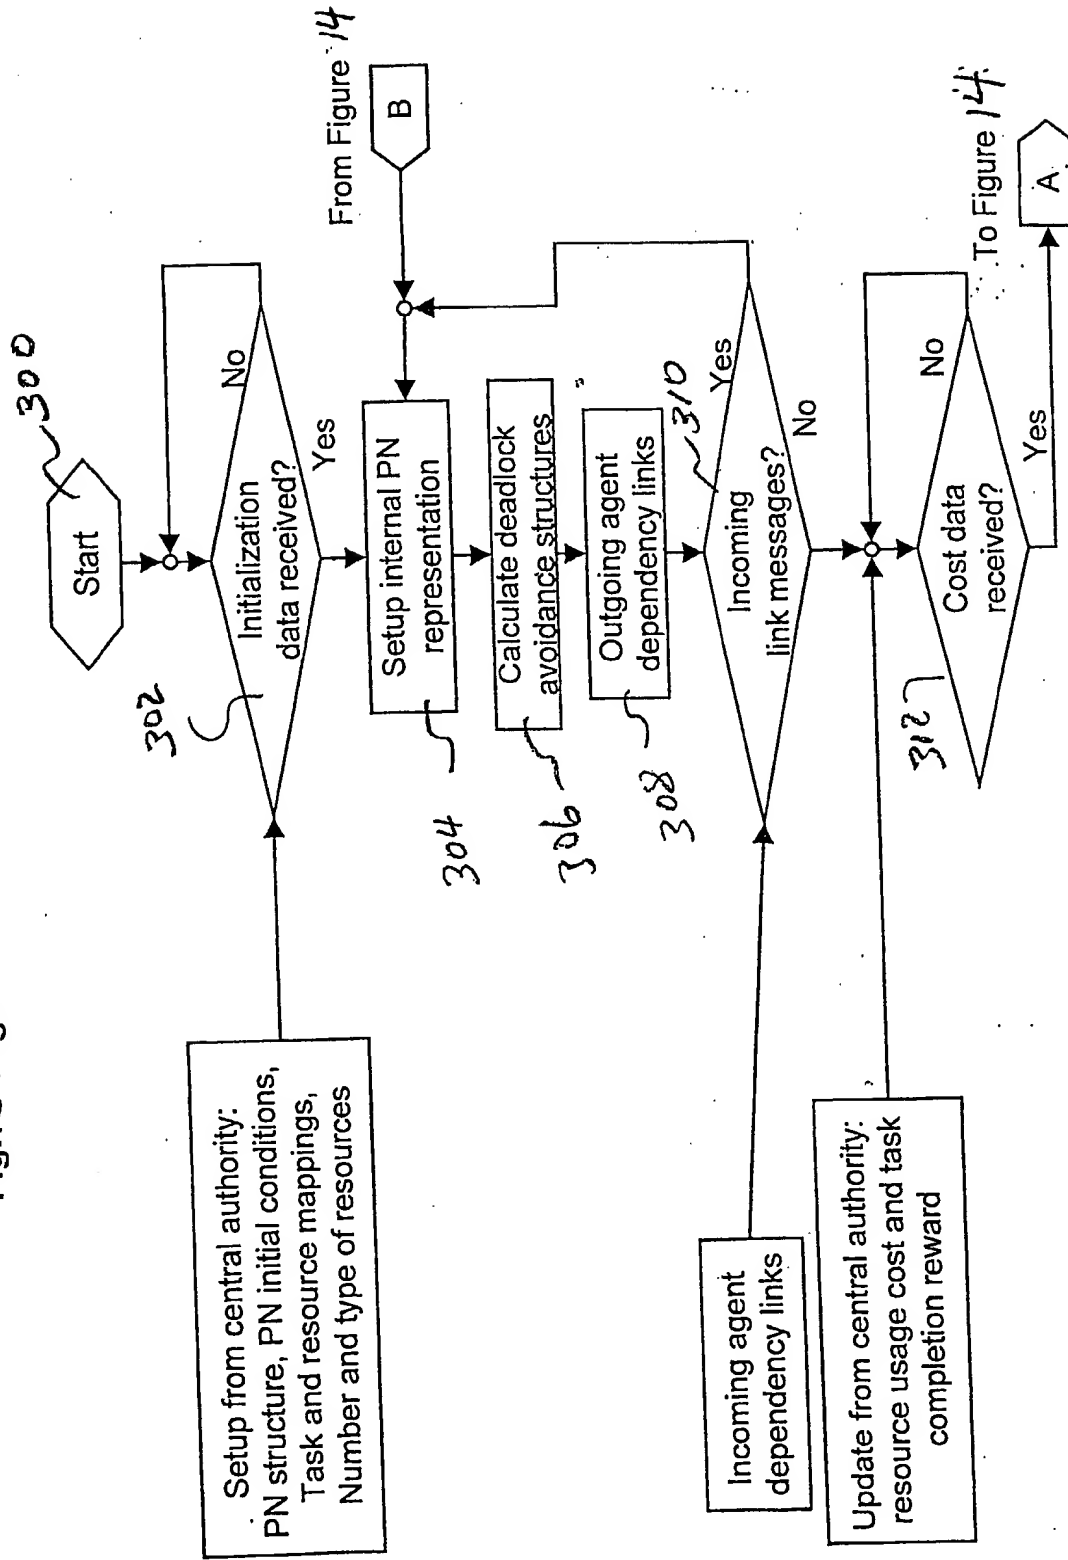 300
Start
302
Initialization
data received?
No
Yes
Setup from central authority:
PN structure, PN initial conditions,
Task and resource mappings,
Number and type of resources
From Figure 14
B
304
Setup internal PN
representation
306
Calculate deadlock
avoidance structures
308
Outgoing agent
dependency links
310
Incoming
link messages?
Yes
No
Incoming agent
dependency links
Update from central authority:
resource usage cost and task
completion reward
312
Cost data
received?
No
Yes
To Figure 14
A